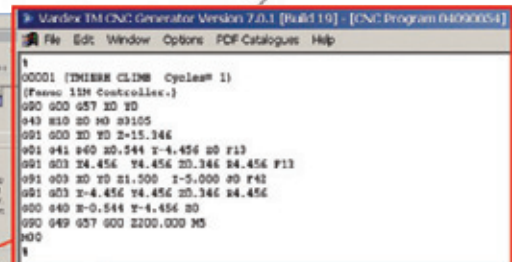 Vardex TM CNC Generator Version 7.0.1 [Build 19] - [CNC Program 04090054]
File Edit Window Options PDF Catalogues Help
%
O0001 (TMIERH CLIMB Cycles# 1)
(Fanuc 11M Controller.)
G90 G00 G57 X0 Y0
G43 H10 Z0 M3 S3105
G91 G00 X0 Y0 Z-15.346
G01 G41 D60 X0.544 Y-4.456 Z0 F13
G91 G03 X4.456 Y4.456 Z0.346 R4.456 F13
G91 G03 X0 Y0 Z1.500 I-5.000 J0 F42
G91 G03 X-4.456 Y4.456 Z0.346 R4.456
G00 G40 X-0.544 Y-4.456 Z0
G90 G49 G57 G00 Z200.000 M5
M30
%